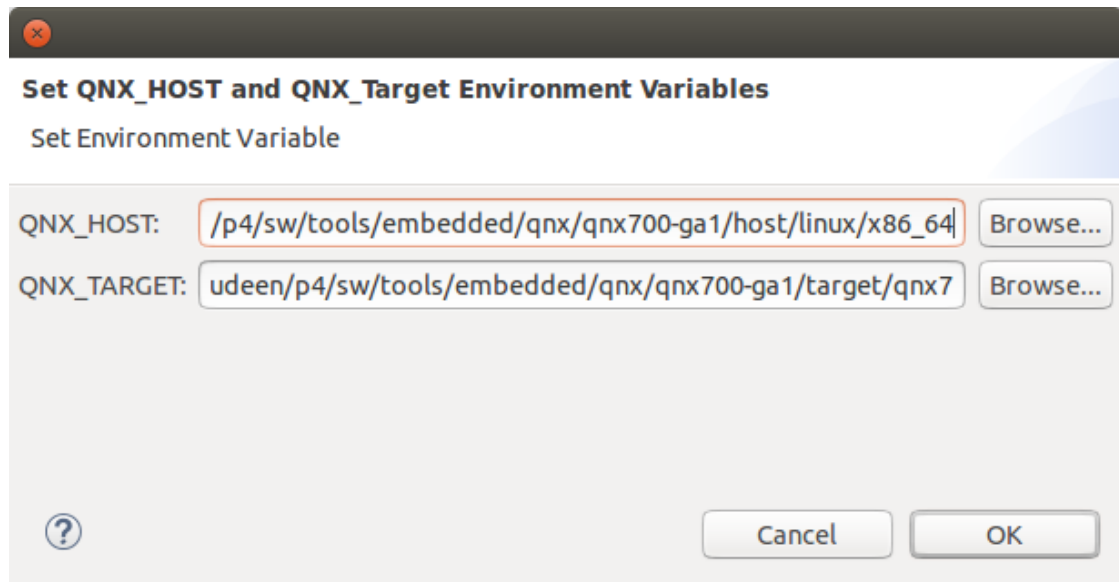 Set QNX_HOST and QNX_Target Environment Variables
Set Environment Variable
QNX_HOST: /p4/sw/tools/embedded/qnx/qnx700-ga1/host/linux/x86_64 Browse...
QNX_TARGET: udeen/p4/sw/tools/embedded/qnx/qnx700-ga1/target/qnx7 Browse...
? Cancel OK